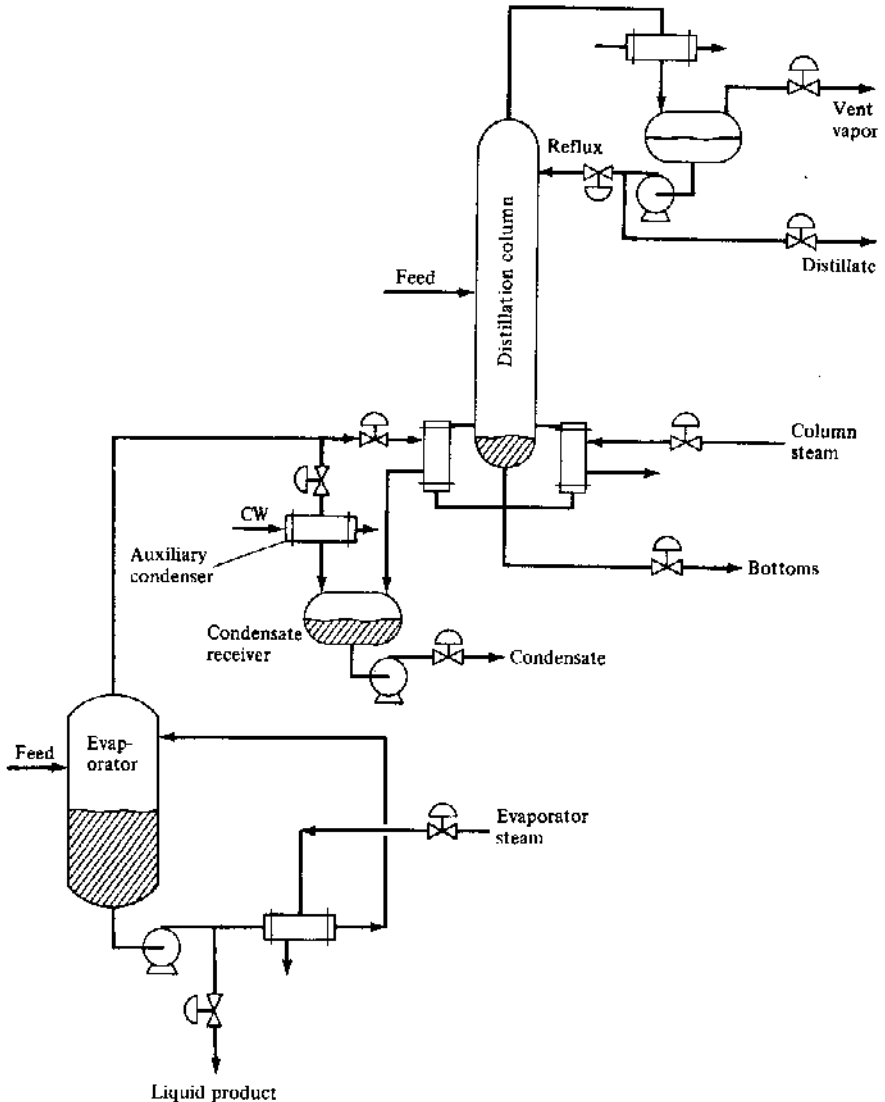 Vent
vapor
Reflux
Distillate
Feed
Distillation column
Column
steam
CW
Auxiliary
condenser
Bottoms
Condensate
receiver
Condensate
Feed
Evap-
orator
Evaporator
steam
Liquid product